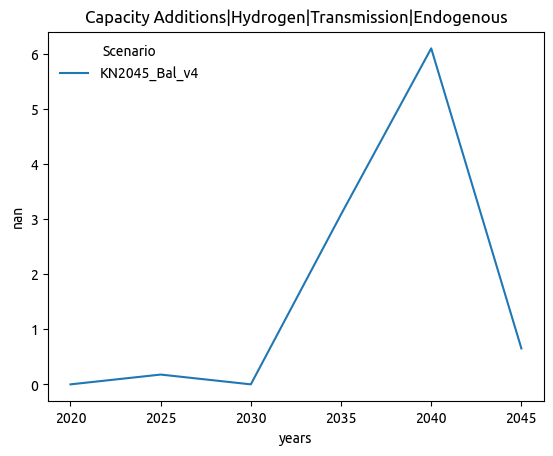 Capacity Additions|Hydrogen|Transmission|Endogenous
Scenario
KN2045_Bal_v4
nan
6
5
4
3
2
1
0
2020 2025 2030 2035 2040 2045
years